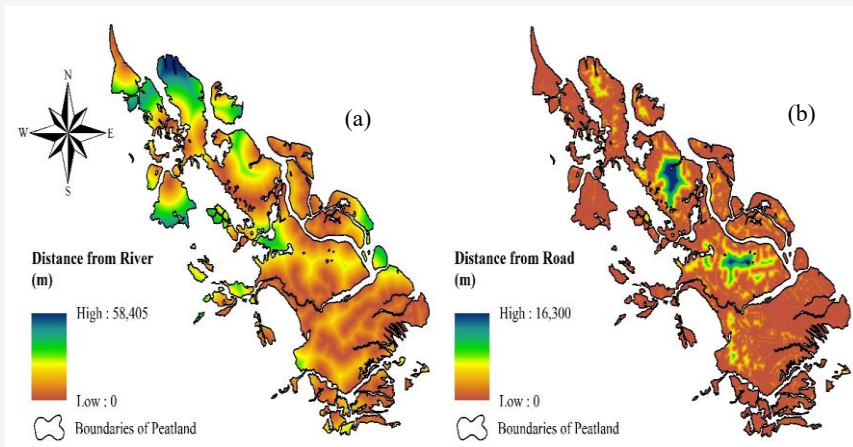 N
W E
S
(a)
Distance from River
(m)
High : 58,405
Low : 0
Boundaries of Peatland
(b)
Distance from Road
(m)
High : 16,300
Low : 0
Boundaries of Peatland